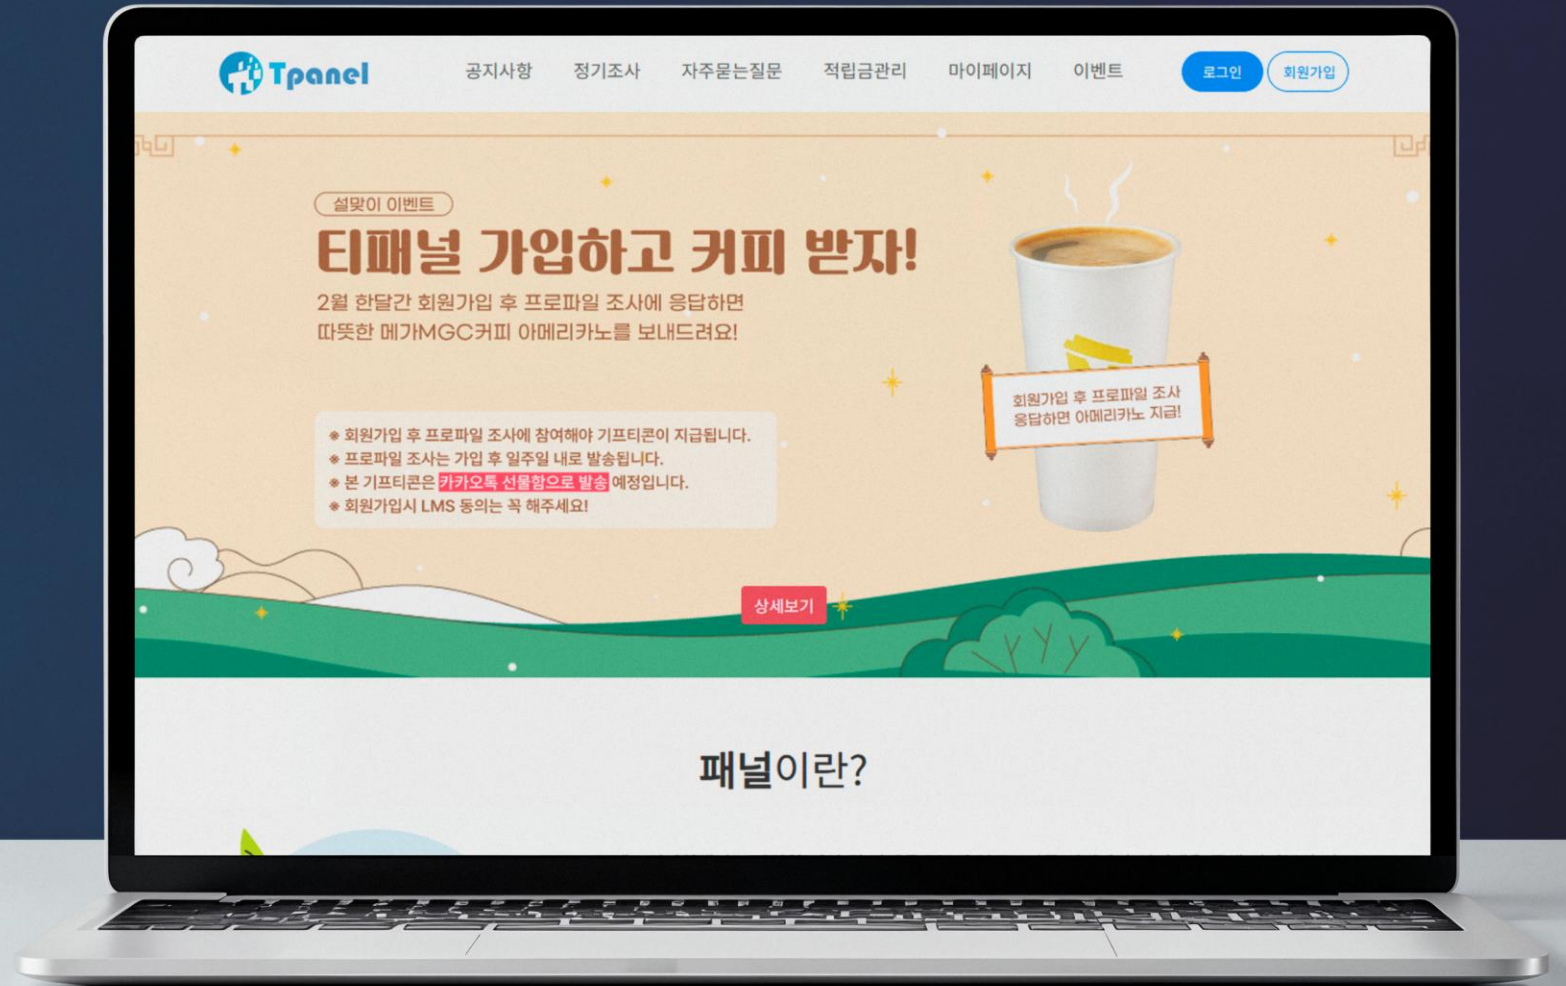 Tpanel
공지사항
정기조사
자주묻는질문
적립금관리
마이페이지
이벤트
로그인
회원가입
설맞이 이벤트
티패널 가입하고 커피 받자!
2월 한달간 회원가입 후 프로파일 조사에 응답하면
따뜻한 메가MGC커피 아메리카노를 보내드려요!
회원가입 후 프로파일 조사
응답하면 아메리카노 지급!
※ 회원가입 후 프로파일 조사에 참여해야 기프티콘이 지급됩니다.
※ 프로파일 조사는 가입 후 일주일 내로 발송됩니다.
※ 본 기프티콘은 카카오톡 선물함으로 발송 예정입니다.
※ 회원가입시 LMS 동의는 꼭 해주세요!
상세보기
패널이란?